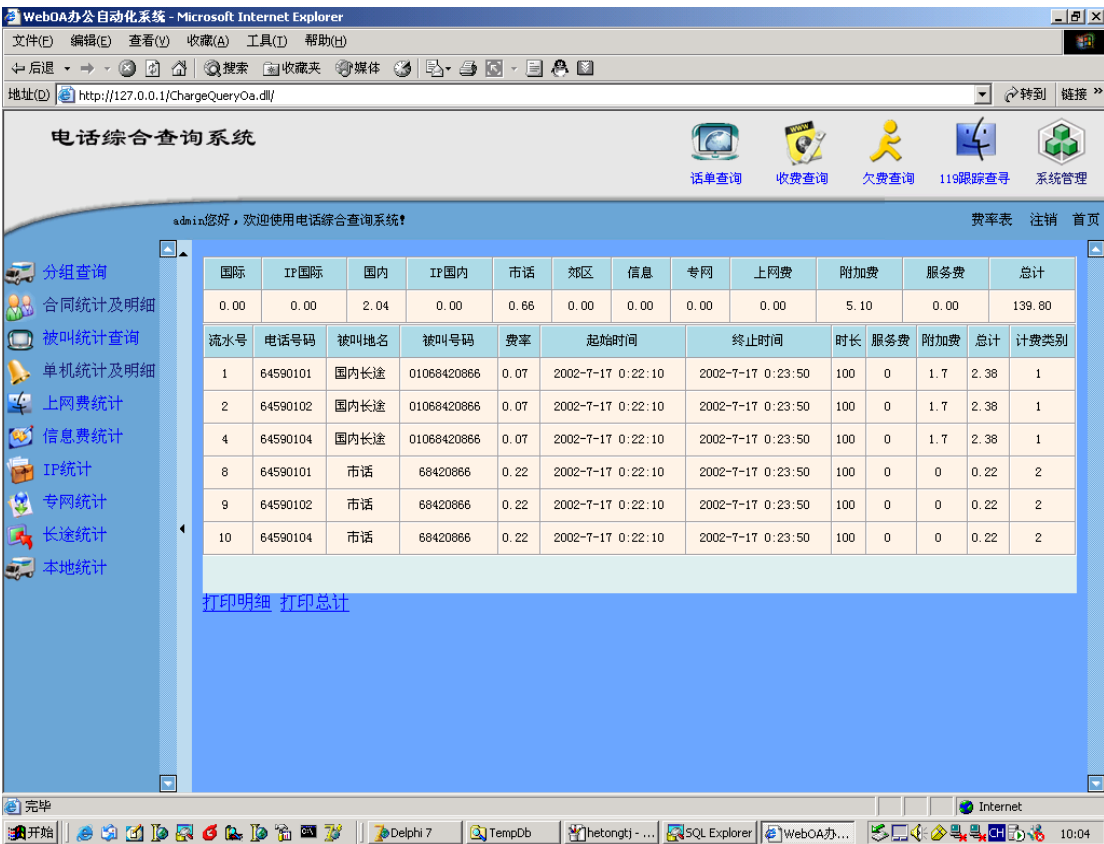 WebOA办公自动化系统 - Microsoft Internet Explorer
文件(F) 编辑(E) 查看(V) 收藏(A) 工具(T) 帮助(H)
后退 搜索 收藏夹 媒体
地址(D) http://127.0.0.1/ChargeQueryOa.dll/ 转到 链接 »
电话综合查询系统
话单查询 收费查询 欠费查询 119跟踪查寻 系统管理
admin您好，欢迎使用电话综合查询系统！ 费率表 注销 首页
分组查询
合同统计及明细
被叫统计查询
单机统计及明细
上网费统计
信息费统计
IP统计
专网统计
长途统计
本地统计
国际 IP国际 国内 IP国内 市话 郊区 信息 专网 上网费 附加费 服务费 总计
0.00 0.00 2.04 0.00 0.66 0.00 0.00 0.00 0.00 5.10 0.00 139.80
流水号 电话号码 被叫地名 被叫号码 费率 起始时间 终止时间 时长 服务费 附加费 总计 计费类别
1 64590101 国内长途 01068420866 0.07 2002-7-17 0:22:10 2002-7-17 0:23:50 100 0 1.7 2.38 1
2 64590102 国内长途 01068420866 0.07 2002-7-17 0:22:10 2002-7-17 0:23:50 100 0 1.7 2.38 1
4 64590104 国内长途 01068420866 0.07 2002-7-17 0:22:10 2002-7-17 0:23:50 100 0 1.7 2.38 1
8 64590101 市话 68420866 0.22 2002-7-17 0:22:10 2002-7-17 0:23:50 100 0 0 0.22 2
9 64590102 市话 68420866 0.22 2002-7-17 0:22:10 2002-7-17 0:23:50 100 0 0 0.22 2
10 64590104 市话 68420866 0.22 2002-7-17 0:22:10 2002-7-17 0:23:50 100 0 0 0.22 2
打印明细 打印总计
完毕 Internet
开始 Delphi 7 TempDb hetongtj - ... SQL Explorer WebOA办... CH 10:04